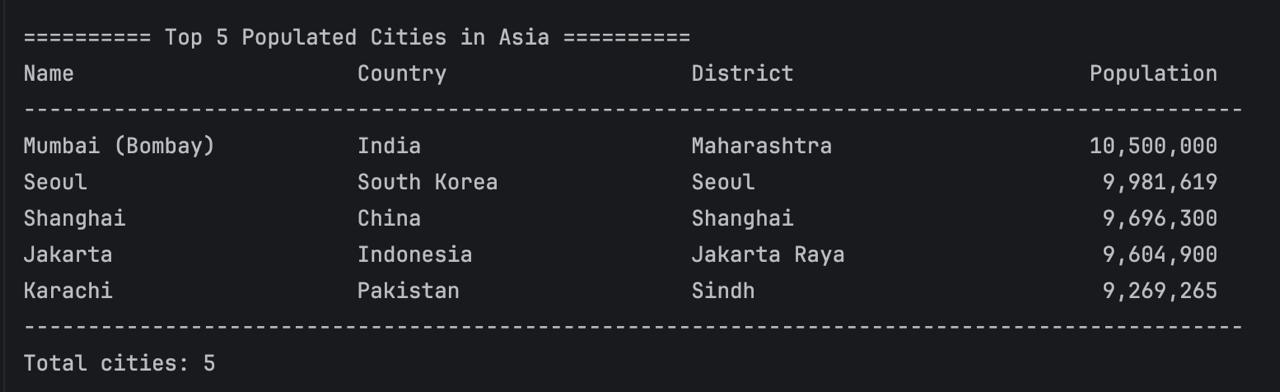 ========== Top 5 Populated Cities in Asia ==========
Name                      Country                   District                       Population
-----------------------------------------------------------------------------------------------
Mumbai (Bombay)           India                     Maharashtra                    10,500,000
Seoul                     South Korea               Seoul                           9,981,619
Shanghai                  China                     Shanghai                        9,696,300
Jakarta                   Indonesia                 Jakarta Raya                    9,604,900
Karachi                   Pakistan                  Sindh                           9,269,265
-----------------------------------------------------------------------------------------------
Total cities: 5